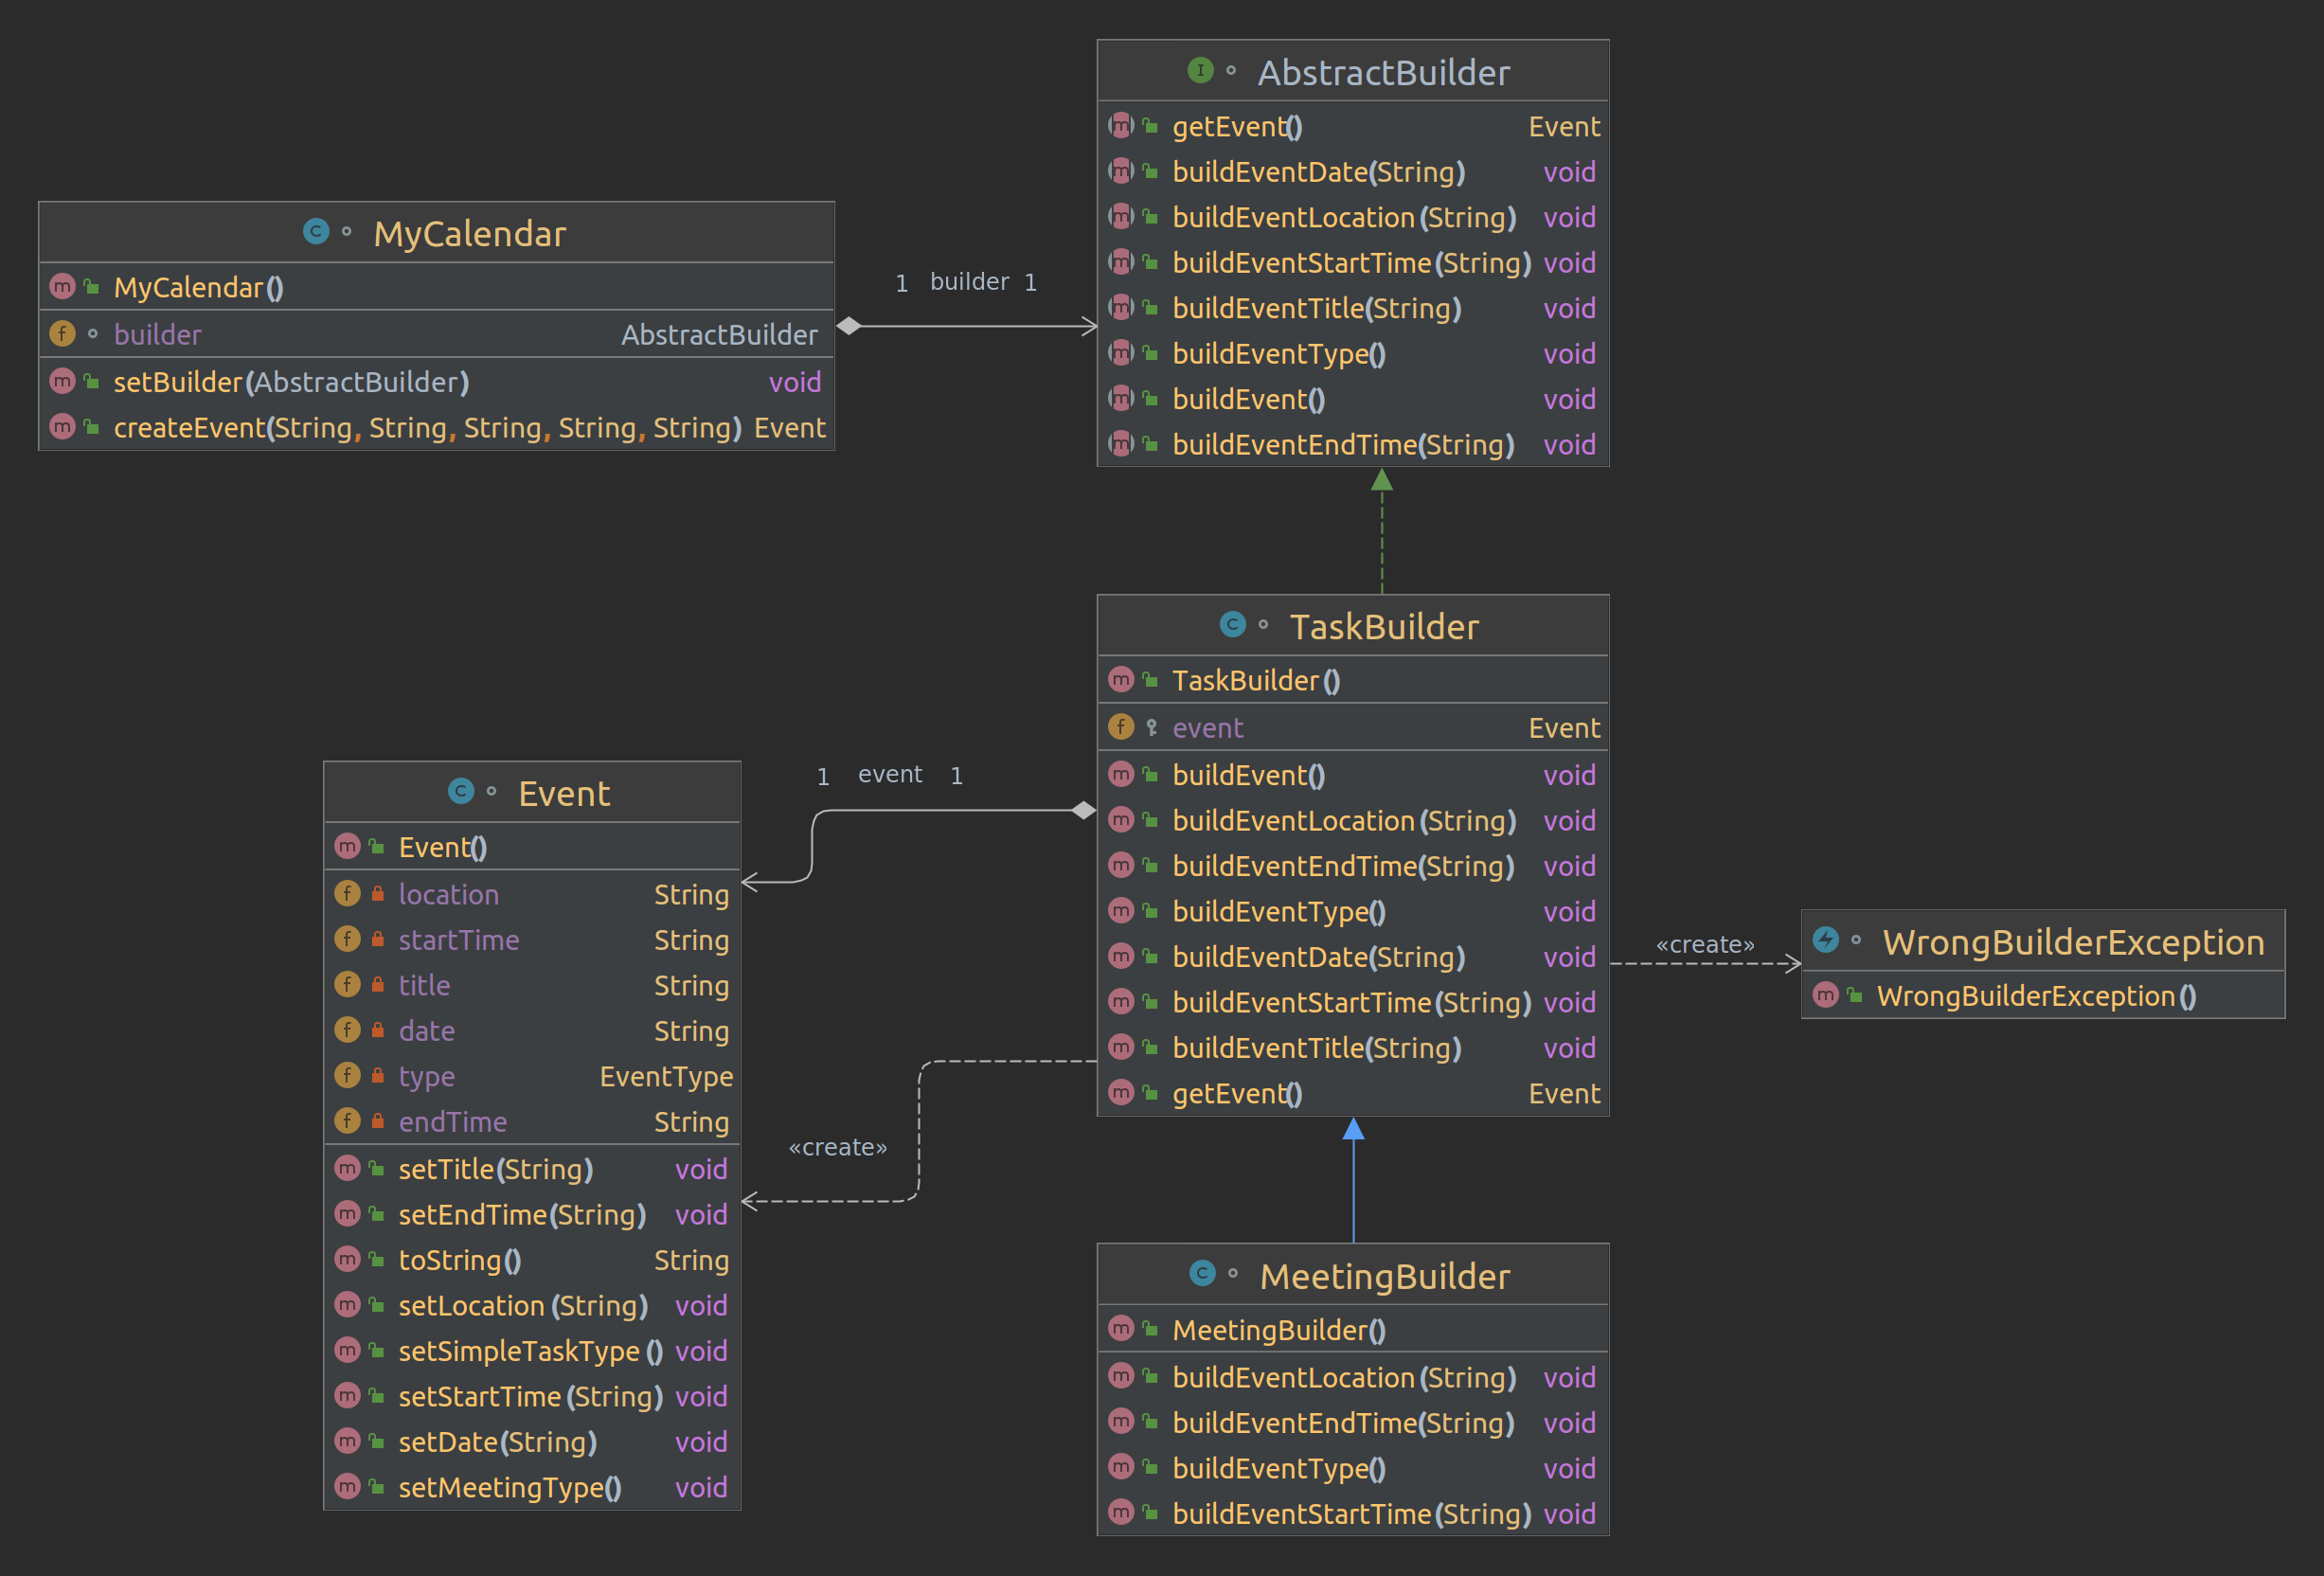 AbstractBuilder
getEvent() Event
buildEventDate(String) void
buildEventLocation(String) void
buildEventStartTime(String) void
buildEventTitle(String) void
buildEventType() void
buildEvent() void
buildEventEndTime(String) void
MyCalendar
MyCalendar()
builder AbstractBuilder
setBuilder(AbstractBuilder) void
createEvent(String, String, String, String, String) Event
1 builder 1
TaskBuilder
TaskBuilder()
event Event
buildEvent() void
buildEventLocation(String) void
buildEventEndTime(String) void
buildEventType() void
buildEventDate(String) void
buildEventStartTime(String) void
buildEventTitle(String) void
getEvent() Event
1 event 1
Event
Event()
location String
startTime String
title String
date String
type EventType
endTime String
setTitle(String) void
setEndTime(String) void
toString() String
setLocation(String) void
setSimpleTaskType() void
setStartTime(String) void
setDate(String) void
setMeetingType() void
«create»
«create»
WrongBuilderException
WrongBuilderException()
MeetingBuilder
MeetingBuilder()
buildEventLocation(String) void
buildEventEndTime(String) void
buildEventType() void
buildEventStartTime(String) void